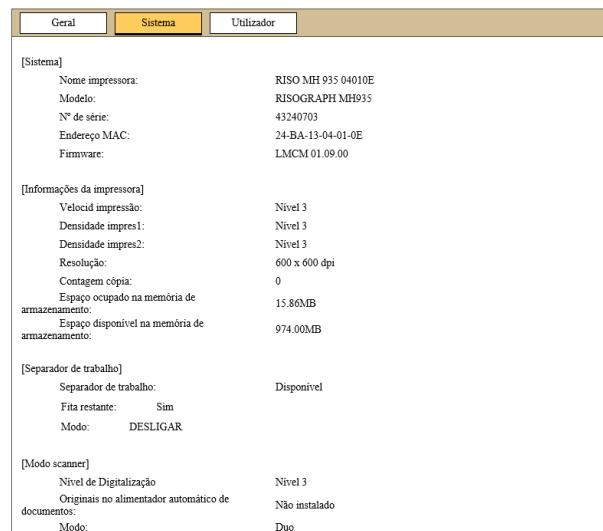 Geral Sistema Utilizador
[Sistema]
Nome impressora: RISO MH 935 04010E
Modelo: RISOGRAPH MH935
Nº de série: 43240703
Endereço MAC: 24-BA-13-04-01-0E
Firmware: LMCM 01.09.00
[Informações da impressora]
Velocid impressão: Nível 3
Densidade impres1: Nível 3
Densidade impres2: Nível 3
Resolução: 600 x 600 dpi
Contagem cópia: 0
Espaço ocupado na memória de
armazenamento: 15.86MB
Espaço disponível na memória de
armazenamento: 974.00MB
[Separador de trabalho]
Separador de trabalho: Disponível
Fita restante: Sim
Modo: DESLIGAR
[Modo scanner]
Nível de Digitalização Nível 3
Originais no alimentador automático de
documentos: Não instalado
Modo: Duo